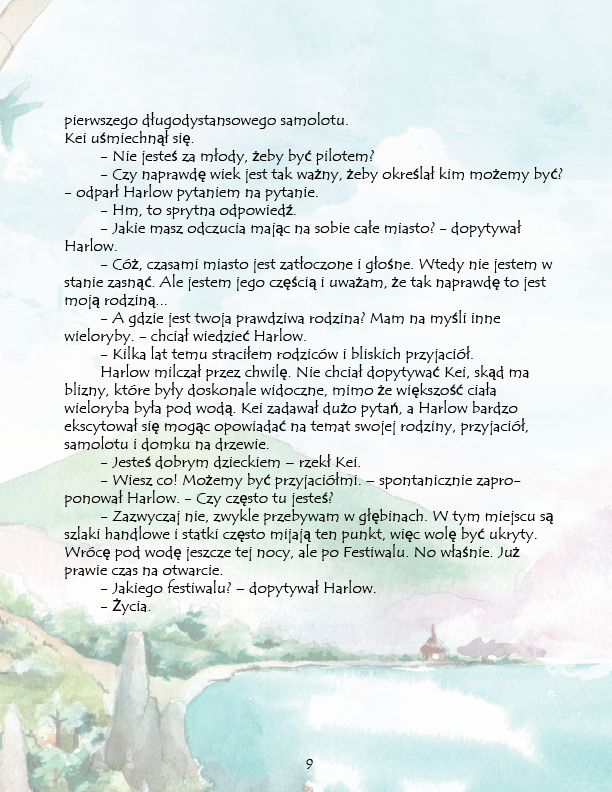 pierwszego długodystansowego samolotu.
Kei uśmiechnął się.
- Nie jesteś za młody, żeby być pilotem?
- Czy naprawdę wiek jest tak ważny, żeby określał kim możemy być?
- odparł Harlow pytaniem na pytanie.
- Hm, to sprytna odpowiedź.
- Jakie masz odczucia mając na sobie całe miasto? - dopytywał
Harlow.
- Cóż, czasami miasto jest zatłoczone i głośne. Wtedy nie jestem w
stanie zasnąć. Ale jestem jego częścią i uważam, że tak naprawdę to jest
moją rodziną...
- A gdzie jest twoja prawdziwa rodzina? Mam na myśli inne
wieloryby. - chciał wiedzieć Harlow.
- Kilka lat temu straciłem rodziców i bliskich przyjaciół.
Harlow milczał przez chwilę. Nie chciał dopytywać Kei, skąd ma
blizny, które były doskonale widoczne, mimo że większość ciała
wieloryba była pod wodą. Kei zadawał dużo pytań, a Harlow bardzo
ekscytował się mogąc opowiadać na temat swojej rodziny, przyjaciół,
samolotu i domku na drzewie.
- Jesteś dobrym dzieckiem – rzekł Kei.
- Wiesz co! Możemy być przyjaciółmi. – spontanicznie zapro-
ponował Harlow. - Czy często tu jesteś?
- Zazwyczaj nie, zwykle przebywam w głębinach. W tym miejscu są
szlaki handlowe i statki często mijają ten punkt, więc wolę być ukryty.
Wrócę pod wodę jeszcze tej nocy, ale po Festiwalu. No właśnie. Już
prawie czas na otwarcie.
- Jakiego festiwalu? – dopytywał Harlow.
- Życia.
9